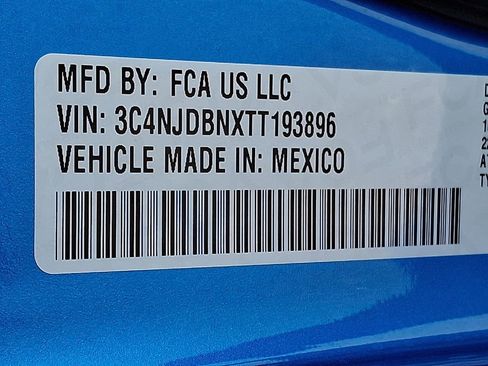 MFD BY: FCA US LLC
VIN: 3C4NJDBNXTT193896
VEHICLE MADE IN: MEXICO